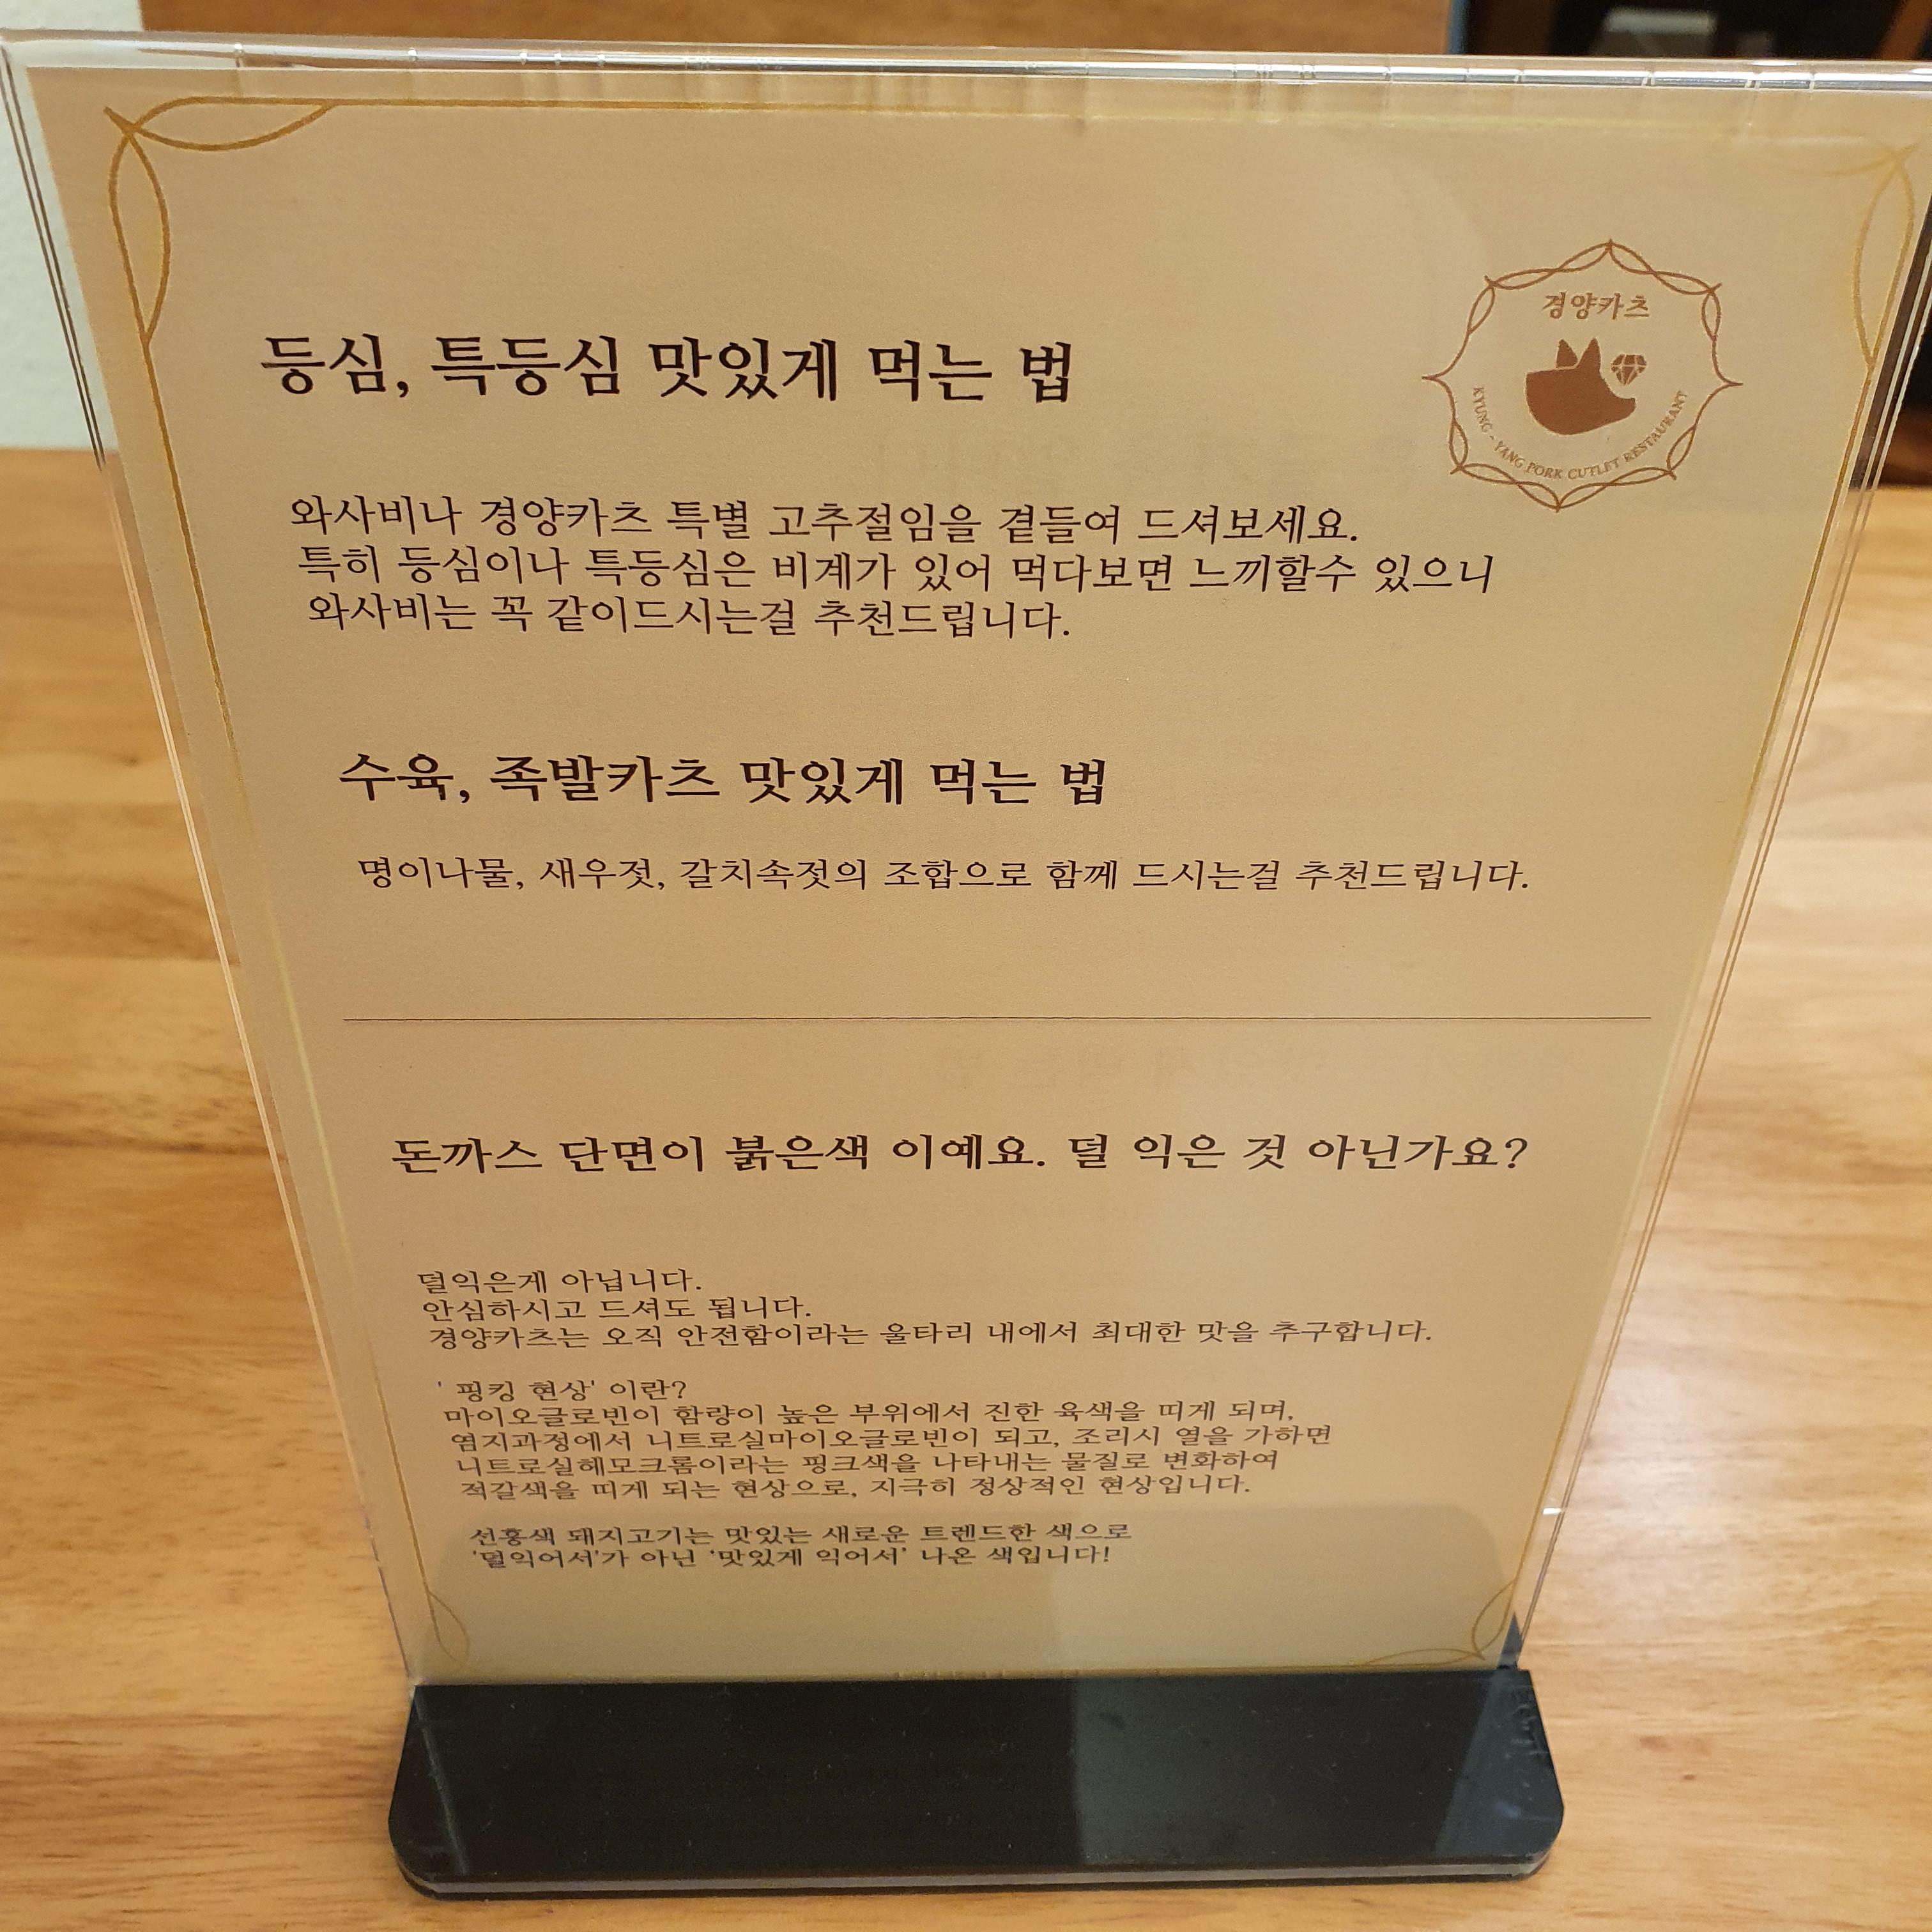 경양카츠
KYUNG-YANG PORK CUTLET RESTAURANT
등심, 특등심 맛있게 먹는 법
와사비나 경양카츠 특별 고추절임을 곁들여 드셔보세요.
특히 등심이나 특등심은 비계가 있어 먹다보면 느끼할수 있으니
와사비는 꼭 같이드시는걸 추천드립니다.
수육, 족발카츠 맛있게 먹는 법
명이나물, 새우젓, 갈치속젓의 조합으로 함께 드시는걸 추천드립니다.
돈까스 단면이 붉은색 이예요. 덜 익은 것 아닌가요?
덜익은게 아닙니다.
안심하시고 드셔도 됩니다.
경양카츠는 오직 안전함이라는 울타리 내에서 최대한 맛을 추구합니다.
' 핑킹 현상' 이란?
마이오글로빈이 함량이 높은 부위에서 진한 육색을 띠게 되며,
염지과정에서 니트로실마이오글로빈이 되고, 조리시 열을 가하면
니트로실헤모크롬이라는 핑크색을 나타내는 물질로 변화하여
적갈색을 띠게 되는 현상으로, 지극히 정상적인 현상입니다.
선홍색 돼지고기는 맛있는 새로운 트렌드한 색으로
'덜익어서'가 아닌 '맛있게 익어서' 나온 색입니다!